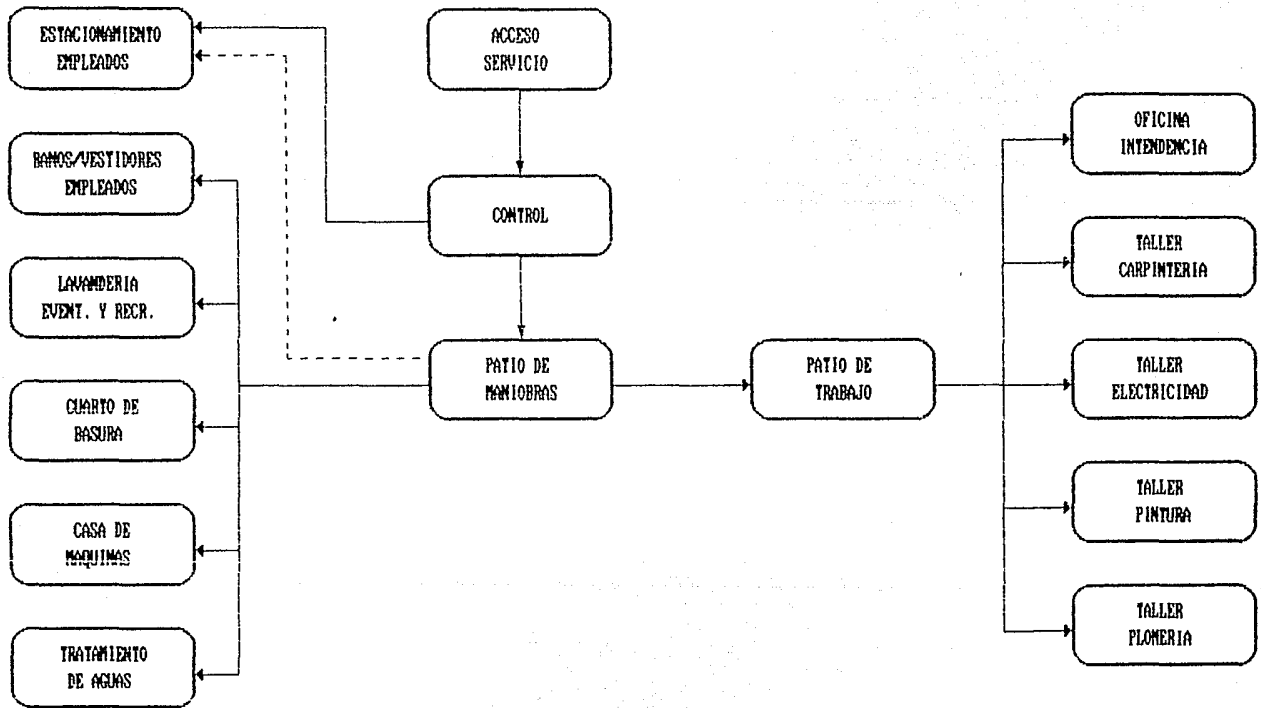 ESTACIONAMIENTO
EMPLEADOS
ACCESO
SERVICIO
OFICINA
INTENDENCIA
BAÑOS/VESTIDORES
EMPLEADOS
CONTROL
TALLER
CARPINTERIA
LAVANDERIA
EVENT. Y RECR.
PATIO DE
MANIOBRAS
PATIO DE
TRABAJO
TALLER
ELECTRICIDAD
CUARTO DE
BASURA
TALLER
PINTURA
CASA DE
MAQUINAS
TALLER
PLOMERIA
TRATAMIENTO
DE AGUAS